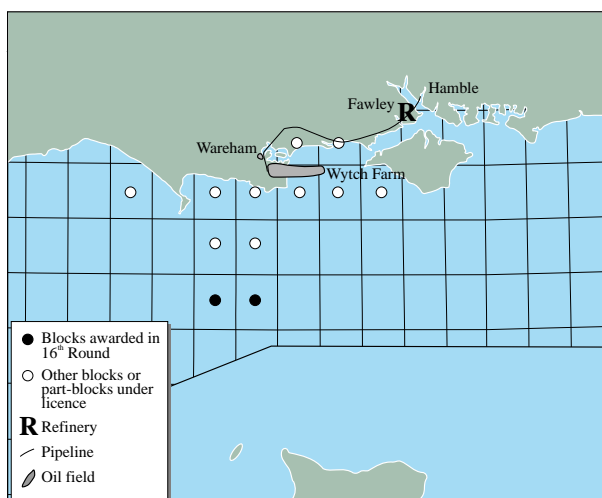 Hamble
Fawley
R
Wareham
Wytch Farm
Blocks awarded in
16th Round
Other blocks or
part-blocks under
licence
R Refinery
Pipeline
Oil field